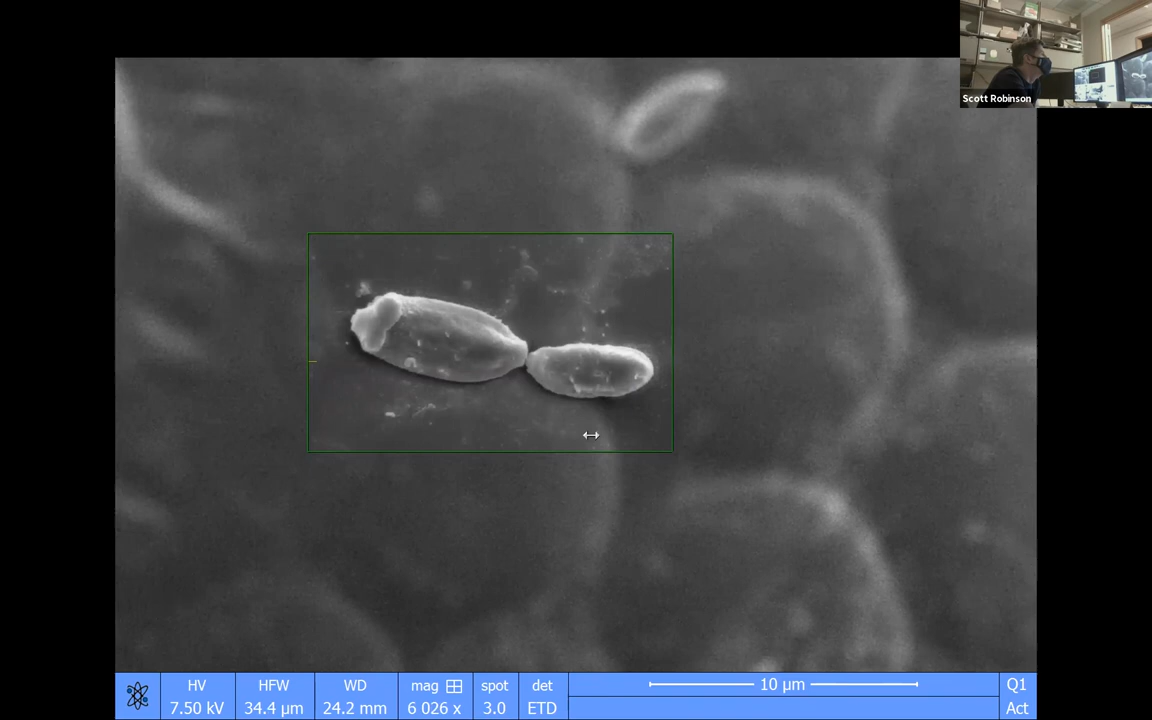 Scott Robinson
HV HFW WD mag spot det 10 µm Q1
7.50 kV 34.4 µm 24.2 mm 6 026 x 3.0 ETD Act